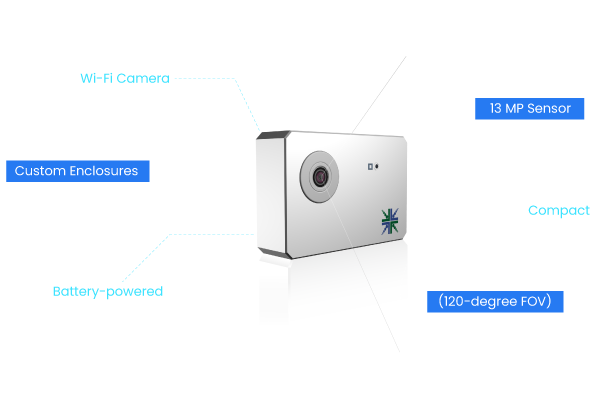 Wi-Fi Camera
13 MP Sensor
Custom Enclosures
Compact
Battery-powered
(120-degree FOV)